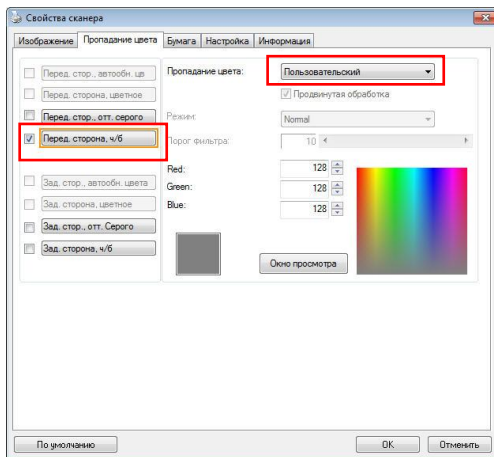 Свойства сканера
Изображение Пропадание цвета Бумага Настройка Информация
Перед. стор., автообн. цв
Перед. сторона, цветное
Перед. стор., отт. серого
Перед. сторона, ч/б
Зад. стор., автообн. цвета
Зад. сторона, цветное
Зад. стор., отт. Серого
Зад. сторона, ч/б
Пропадание цвета: Пользовательский
Продвинутая обработка
Режим: Normal
Порог фильтра: 10
Red: 128
Green: 128
Blue: 128
Окно просмотра
По умолчанию OK Отменить